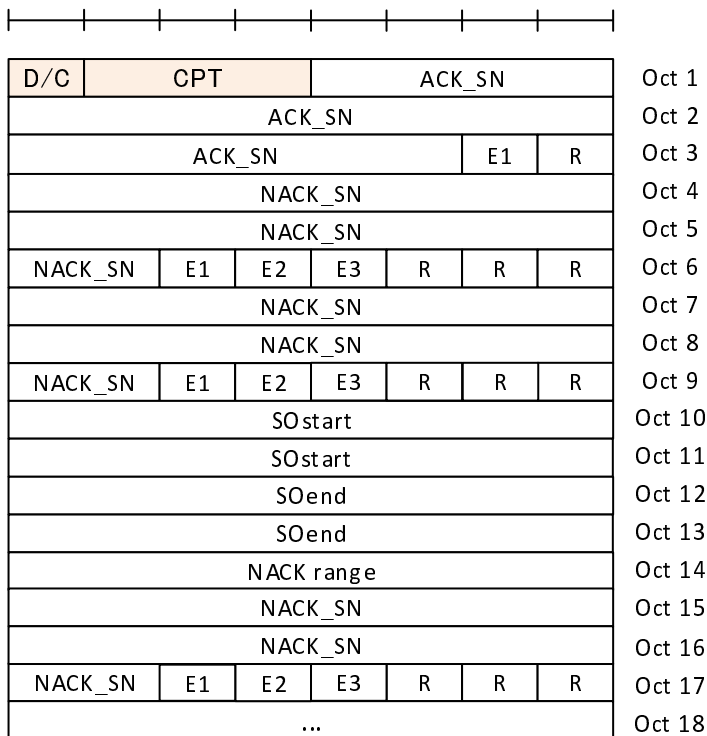 D/C CPT ACK_SN Oct 1
ACK_SN Oct 2
ACK_SN E1 R Oct 3
NACK_SN Oct 4
NACK_SN Oct 5
NACK_SN E1 E2 E3 R R R Oct 6
NACK_SN Oct 7
NACK_SN Oct 8
NACK_SN E1 E2 E3 R R R Oct 9
SOstart Oct 10
SOstart Oct 11
SOend Oct 12
SOend Oct 13
NACK range Oct 14
NACK_SN Oct 15
NACK_SN Oct 16
NACK_SN E1 E2 E3 R R R Oct 17
... Oct 18